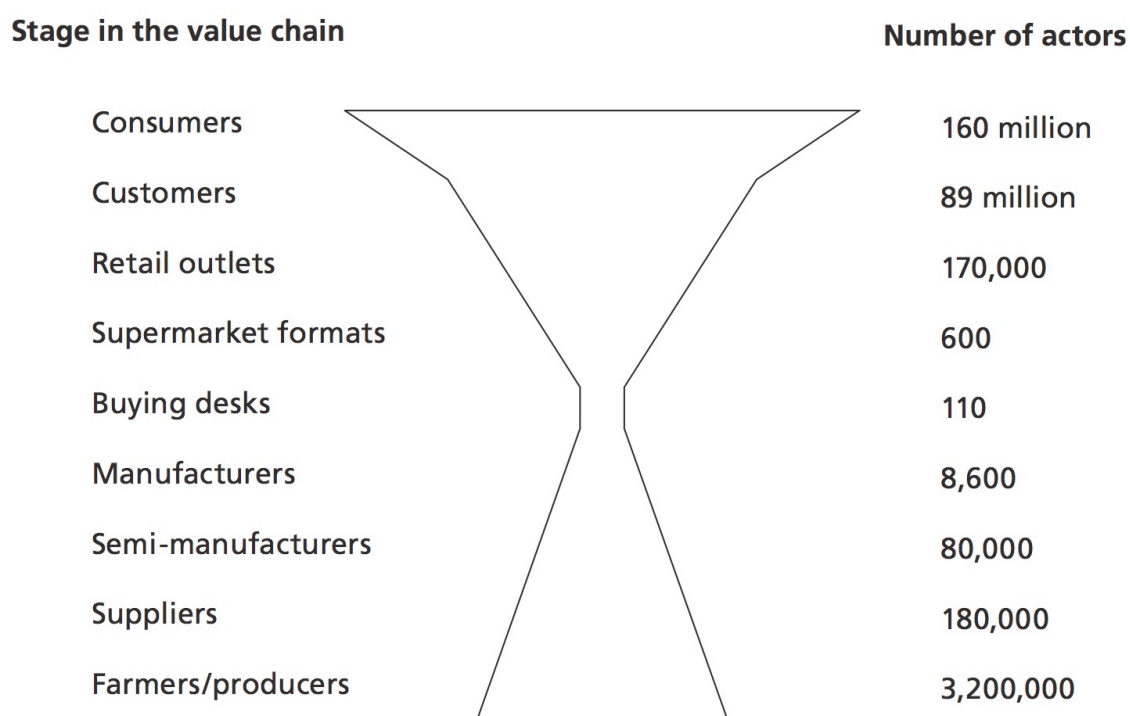 Stage in the value chain Number of actors
Consumers 160 million
Customers 89 million
Retail outlets 170,000
Supermarket formats 600
Buying desks 110
Manufacturers 8,600
Semi-manufacturers 80,000
Suppliers 180,000
Farmers/producers 3,200,000